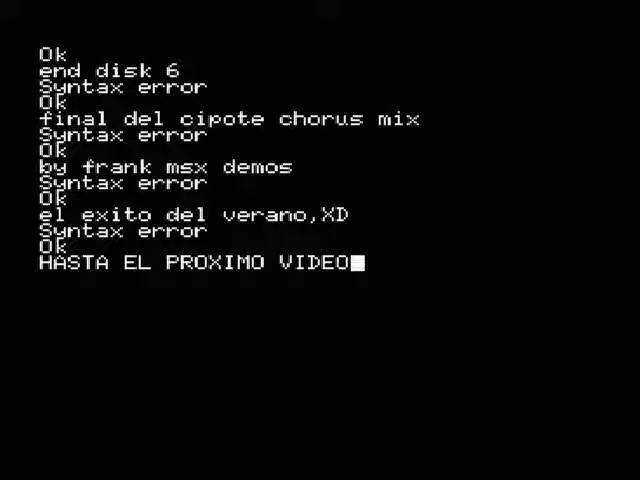 Ok
end disk 6
Syntax error
Ok
final del cipote chorus mix
Syntax error
Ok
by frank msx demos
Syntax error
Ok
el exito del verano,XD
Syntax error
Ok
HASTA EL PROXIMO VIDEO